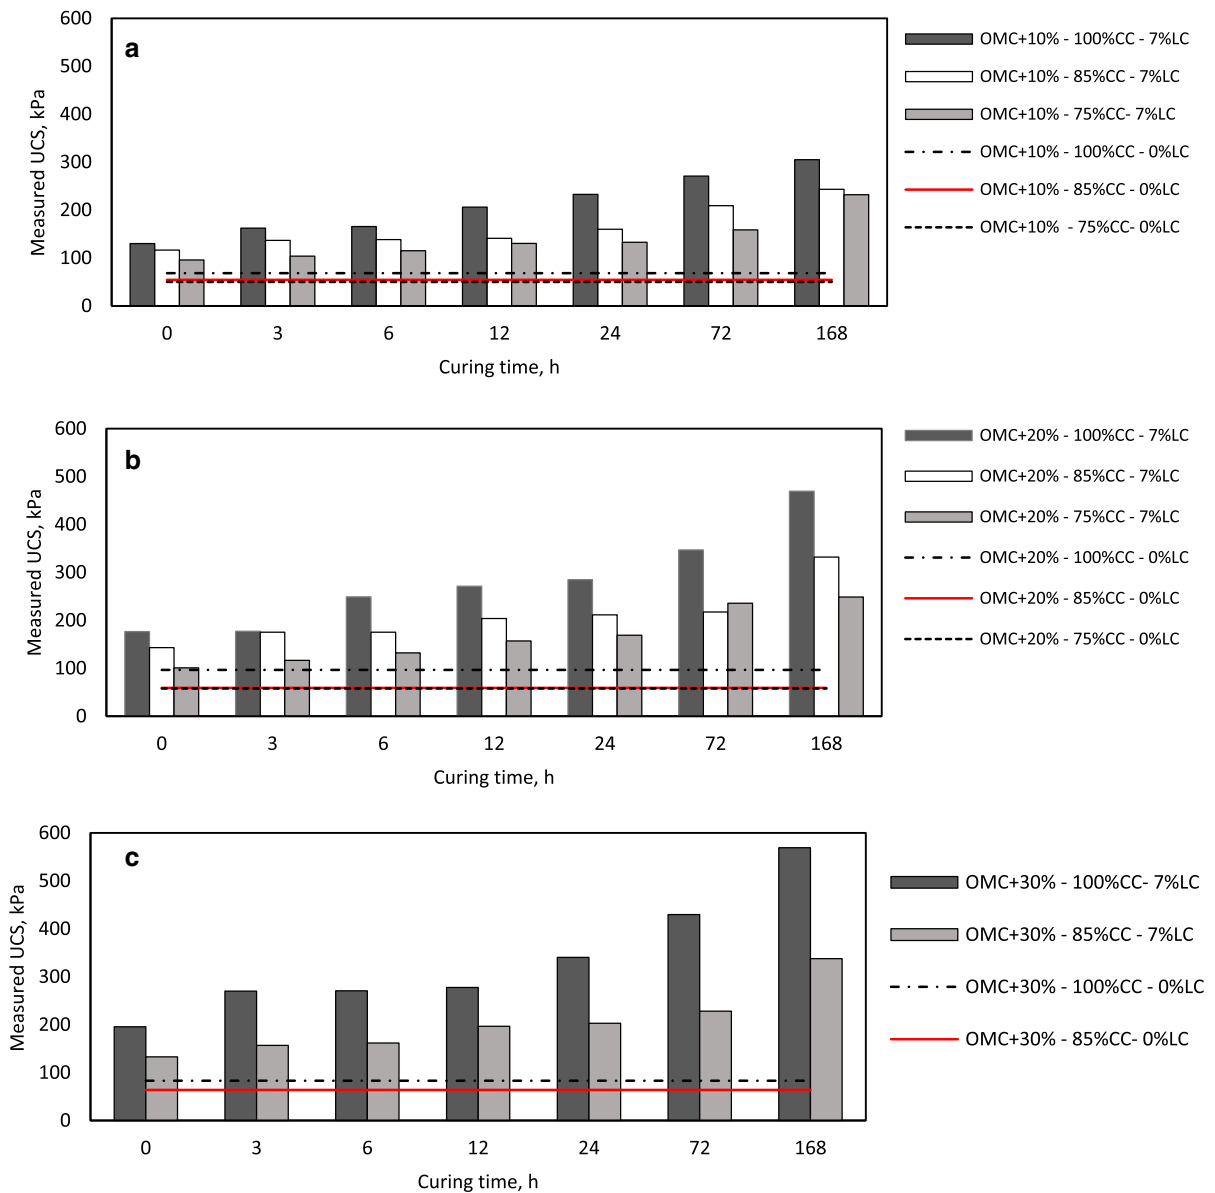 a
600
500
400
300
200
100
0
Measured UCS, kPa
0 3 6 12 24 72 168
Curing time, h
OMC+10% - 100%CC - 7%LC
OMC+10% - 85%CC - 7%LC
OMC+10% - 75%CC- 7%LC
OMC+10% - 100%CC - 0%LC
OMC+10% - 85%CC - 0%LC
OMC+10% - 75%CC- 0%LC
b
600
500
400
300
200
100
0
Measured UCS, kPa
0 3 6 12 24 72 168
Curing time, h
OMC+20% - 100%CC - 7%LC
OMC+20% - 85%CC - 7%LC
OMC+20% - 75%CC - 7%LC
OMC+20% - 100%CC - 0%LC
OMC+20% - 85%CC - 0%LC
OMC+20% - 75%CC - 0%LC
c
600
500
400
300
200
100
0
Measured UCS, kPa
0 3 6 12 24 72 168
Curing time, h
OMC+30% - 100%CC- 7%LC
OMC+30% - 85%CC - 7%LC
OMC+30% - 100%CC - 0%LC
OMC+30% - 85%CC- 0%LC